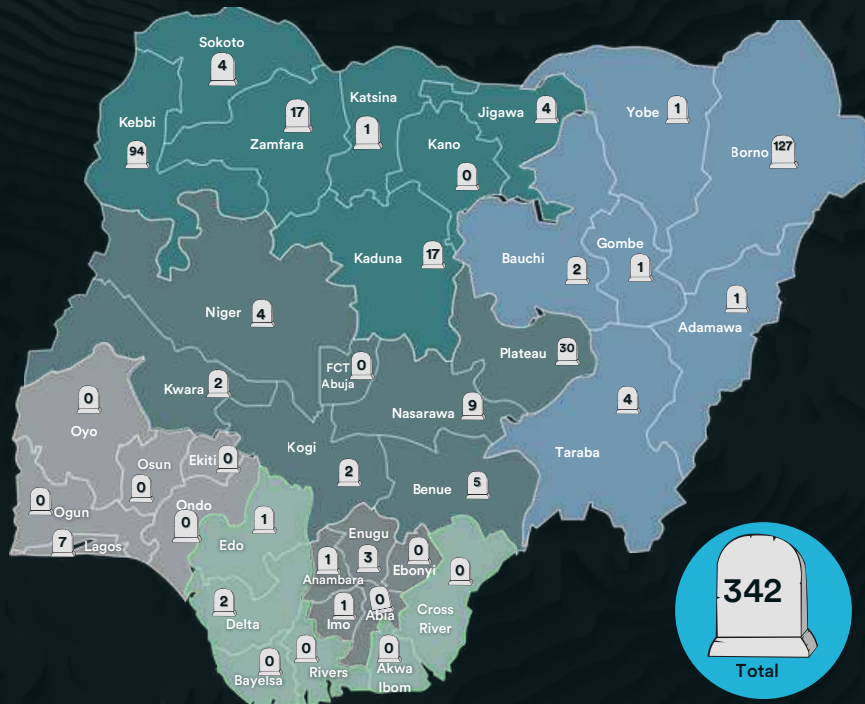 Sokoto
4
Kebbi
94
17
Zamfara
Katsina
1
Kano
0
Jigawa
4
Yobe
1
Borno
127
Kaduna
17
Bauchi
2
Gombe
1
1
Adamawa
Niger
4
Plateau
30
FCT
Abuja
0
Kwara
2
Nasarawa
9
4
Taraba
0
Oyo
Kogi
2
Benue
5
Osun
0
Ekiti
0
0
Ogun
Ondo
0
7
Lagos
1
Edo
Enugu
3
1
Anambara
0
Ebonyi
0
Cross
River
2
Delta
1
Imo
0
Abia
0
Bayelsa
0
Rivers
0
Akwa
Ibom
342
Total